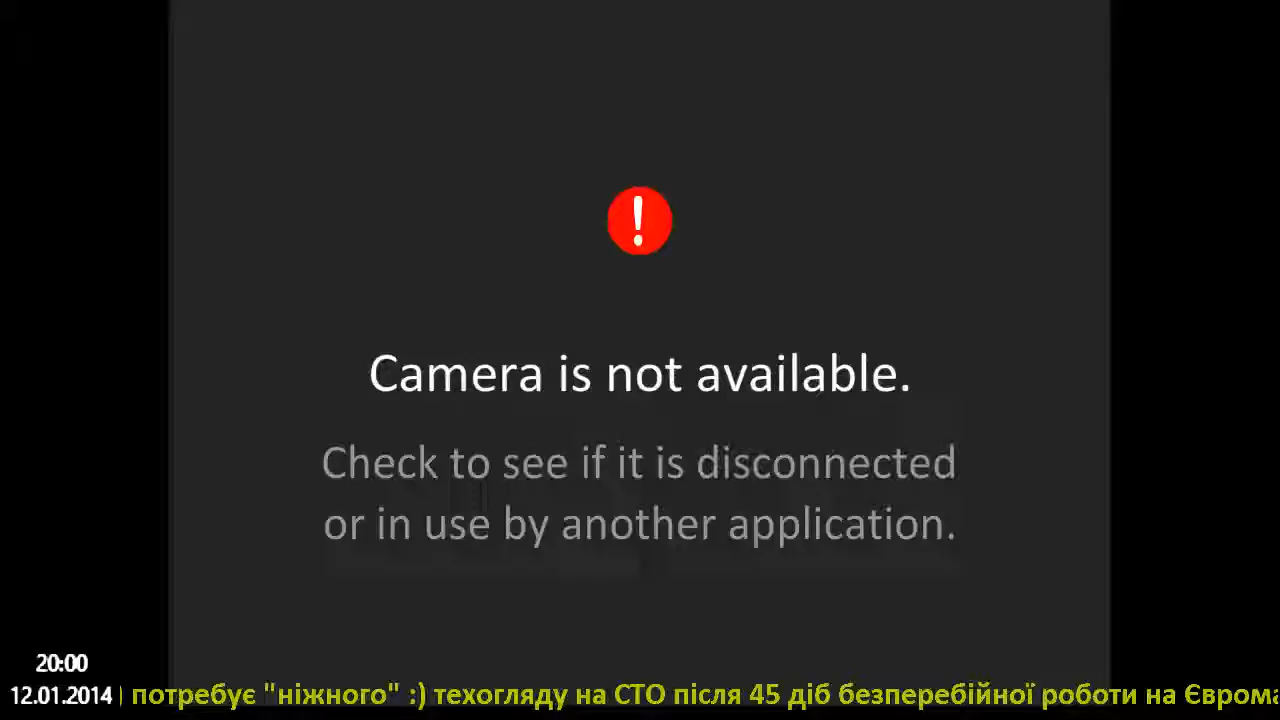 Camera is not available.
Check to see if it is disconnected
or in use by another application.
20:00
12.01.2014
) потребує "ніжного" :) техогляду на СТО після 45 діб безперебійної роботи на Єврома